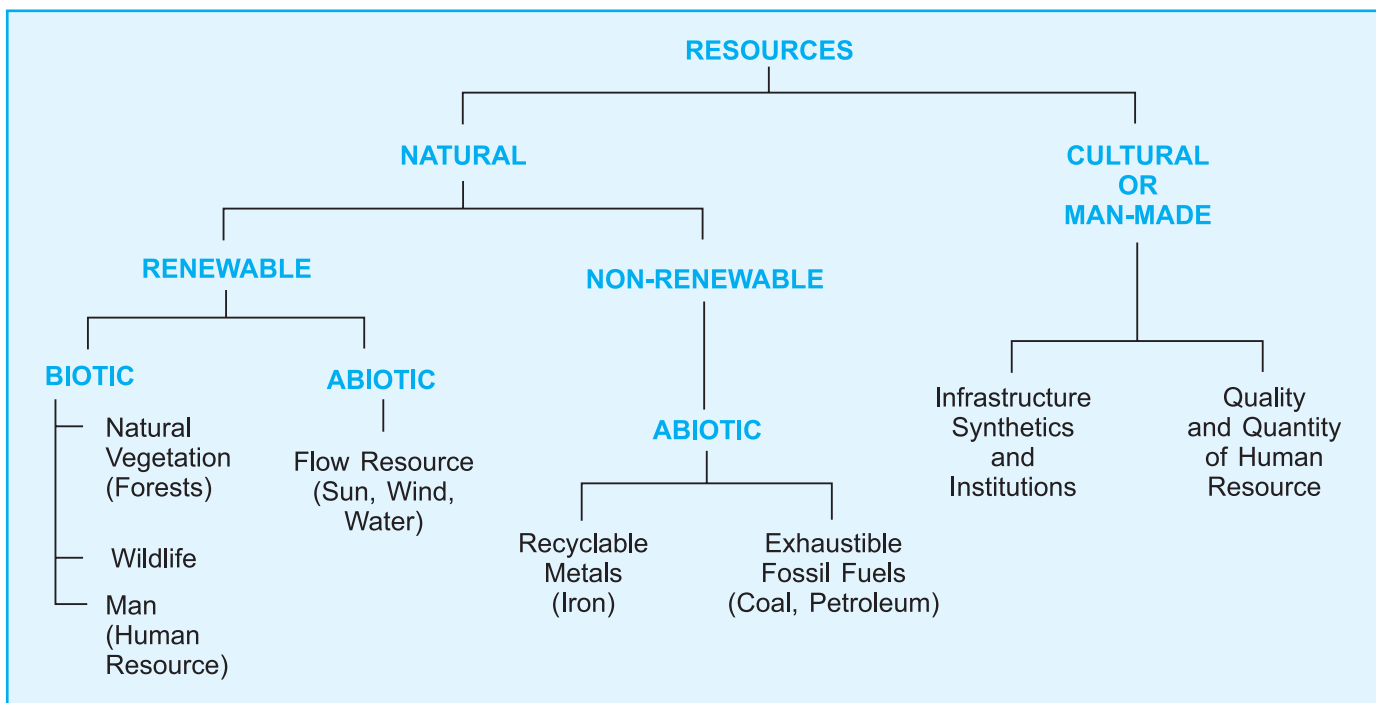 RESOURCES
NATURAL
CULTURAL
OR
MAN-MADE
RENEWABLE
NON-RENEWABLE
BIOTIC
ABIOTIC
Natural
Vegetation
(Forests)
Wildlife
Man
(Human
Resource)
Flow Resource
(Sun, Wind,
Water)
ABIOTIC
Recyclable
Metals
(Iron)
Exhaustible
Fossil Fuels
(Coal, Petroleum)
Infrastructure
Synthetics
and
Institutions
Quality
and Quantity
of Human
Resource